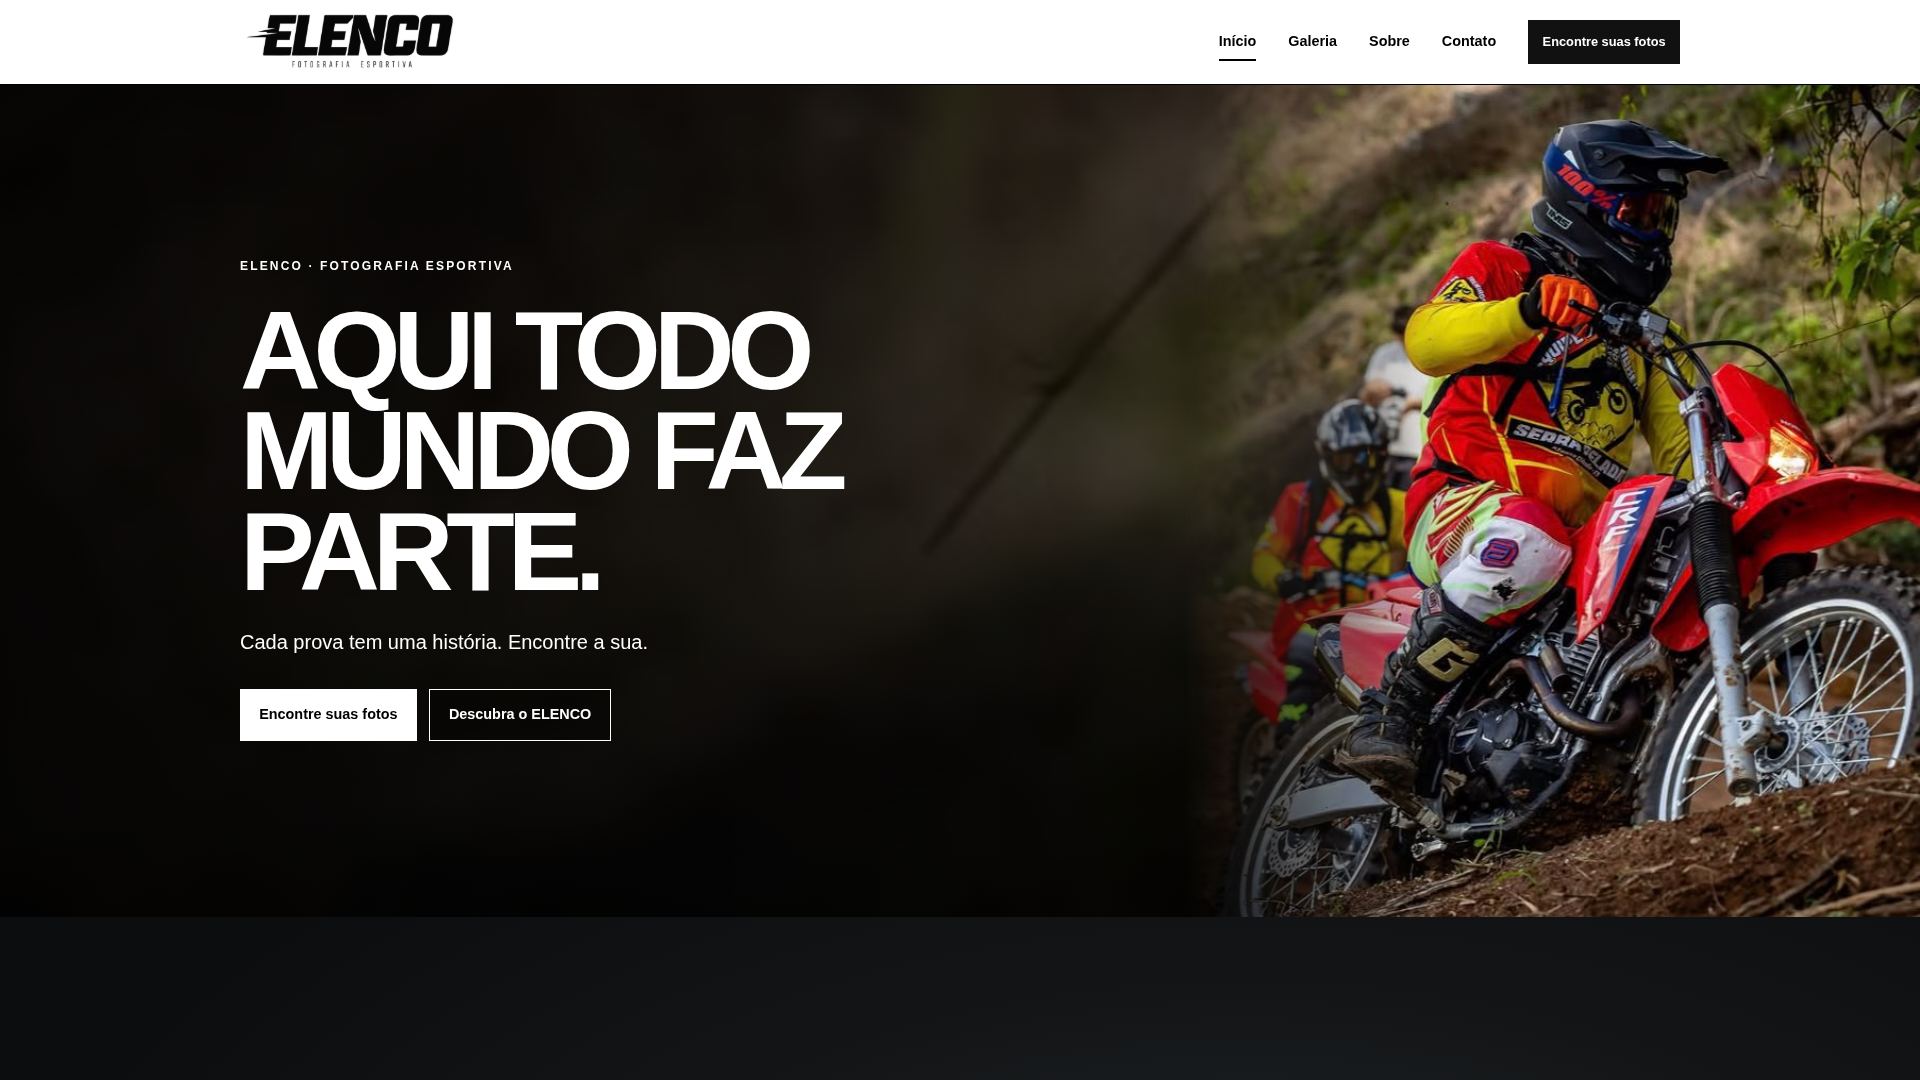 ELENCO
FOTOGRAFIA ESPORTIVA
Início
Galeria
Sobre
Contato
Encontre suas fotos
ELENCO · FOTOGRAFIA ESPORTIVA
AQUI TODO
MUNDO FAZ
PARTE.
Cada prova tem uma história. Encontre a sua.
Encontre suas fotos
Descubra o ELENCO
100%
IMS
CRF